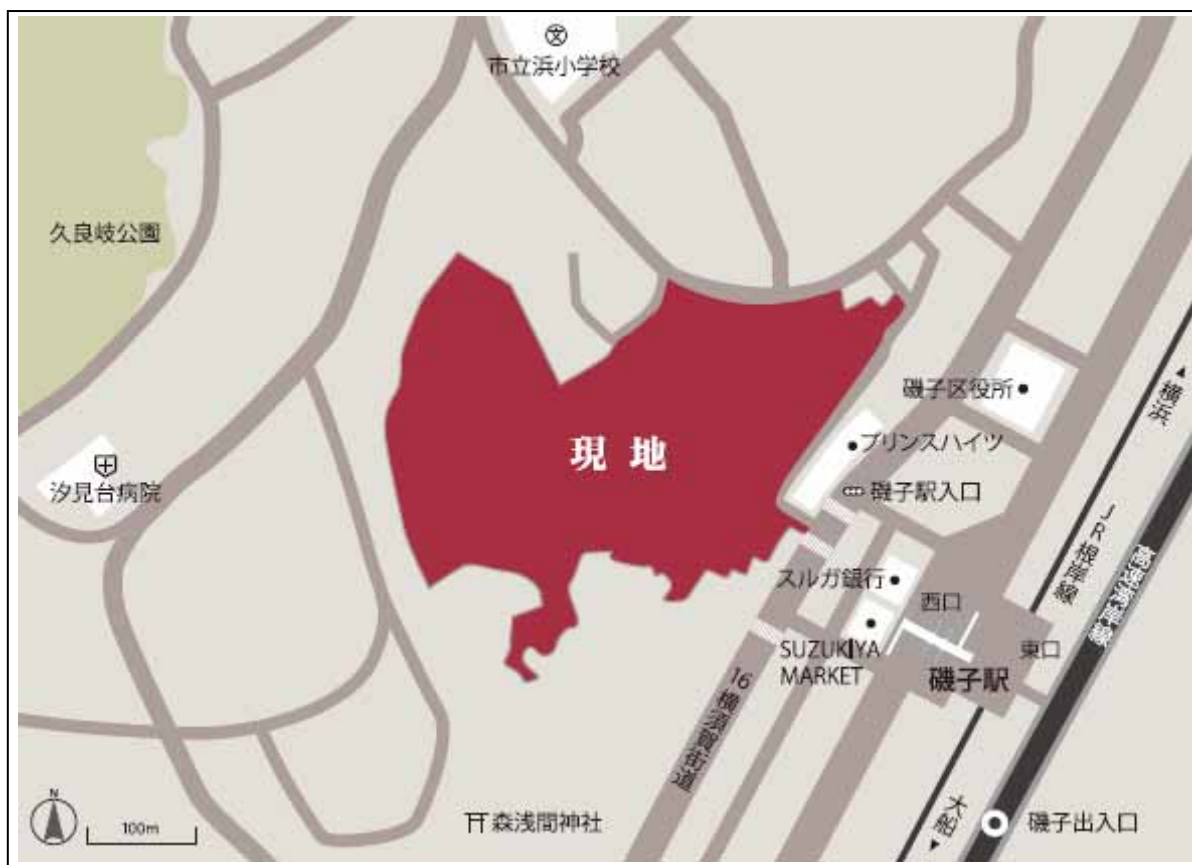 文
市立浜小学校
久良岐公園
磯子区役所
▲横浜
現 地
プリンスハイツ
汐見台病院
磯子駅入口
JR根岸線
高速湾岸線
スルガ銀行
西口
東口
SUZUKIYA
MARKET
磯子駅
16横須賀街道
N
100m
森浅間神社
大船▼
磯子出入口